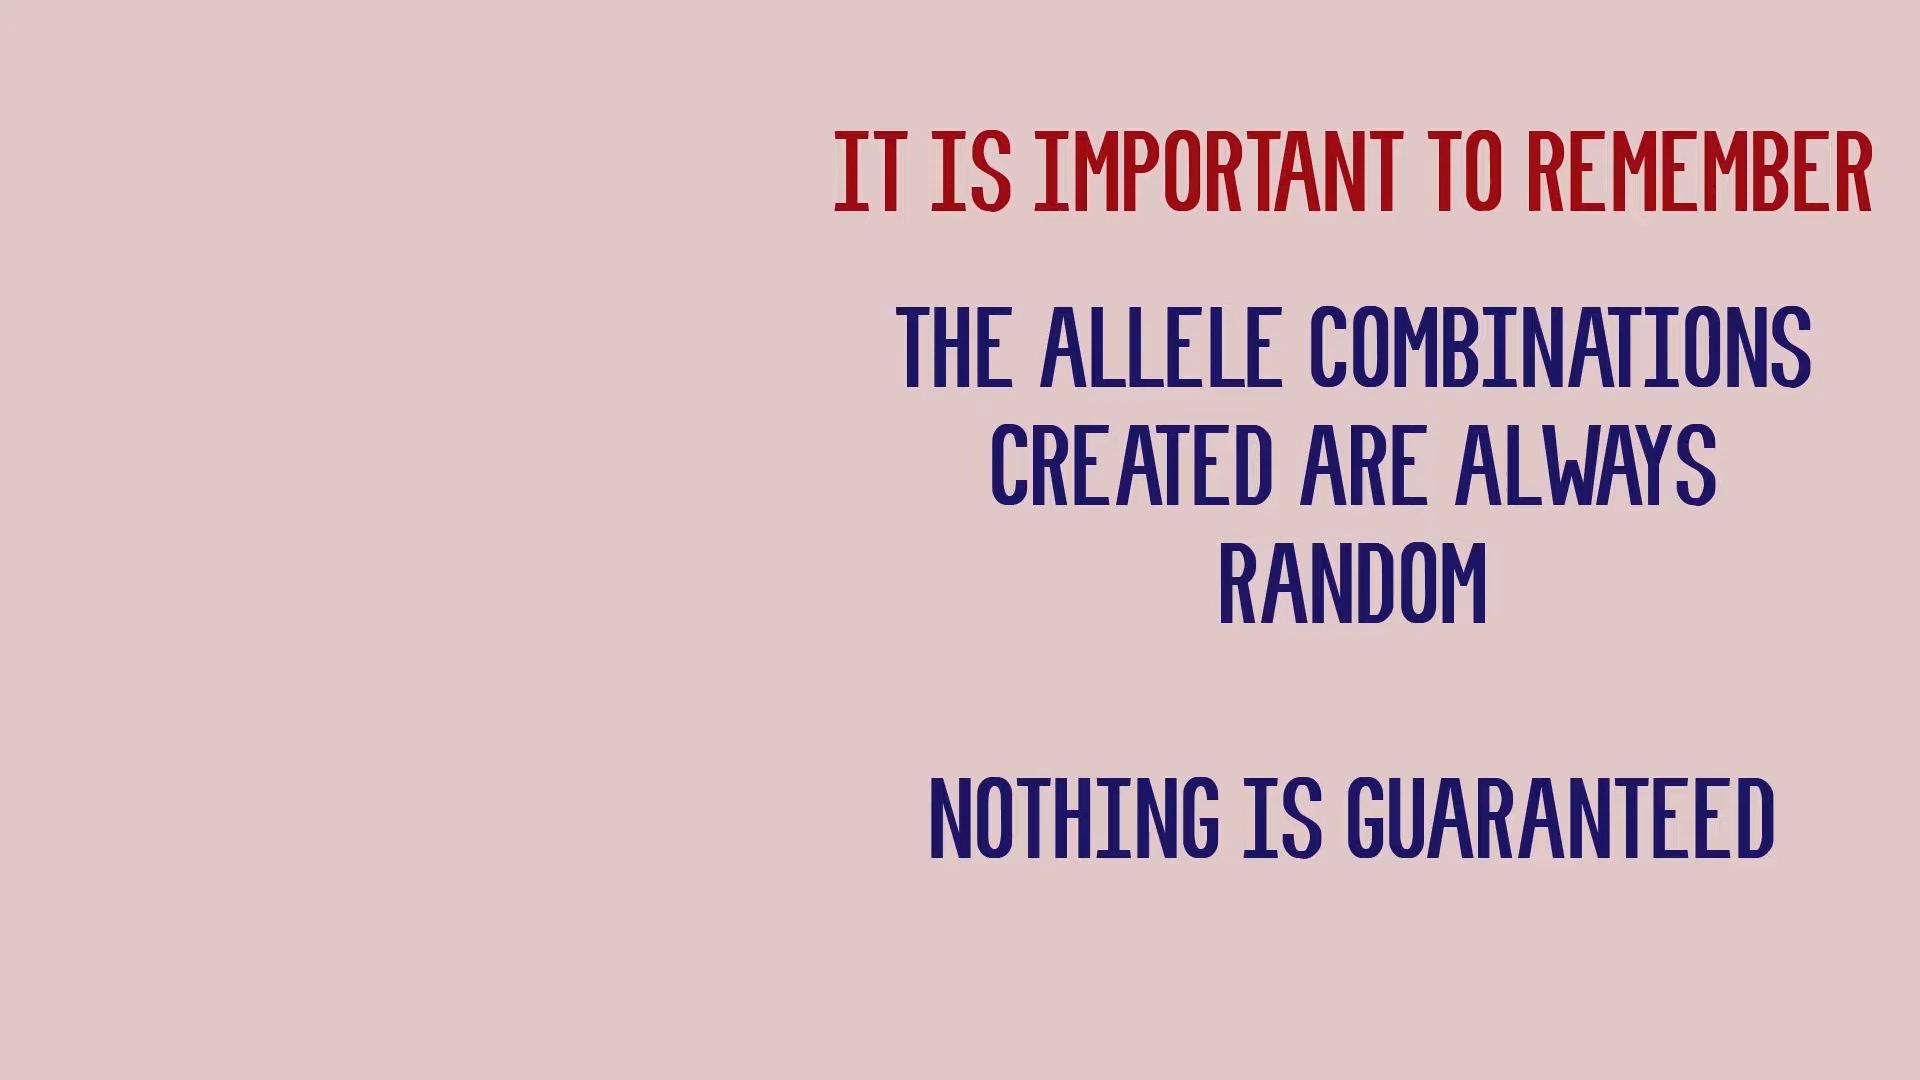 IT IS IMPORTANT TO REMEMBER
THE ALLELE COMBINATIONS
CREATED ARE ALWAYS
RANDOM
NOTHING IS GUARANTEED